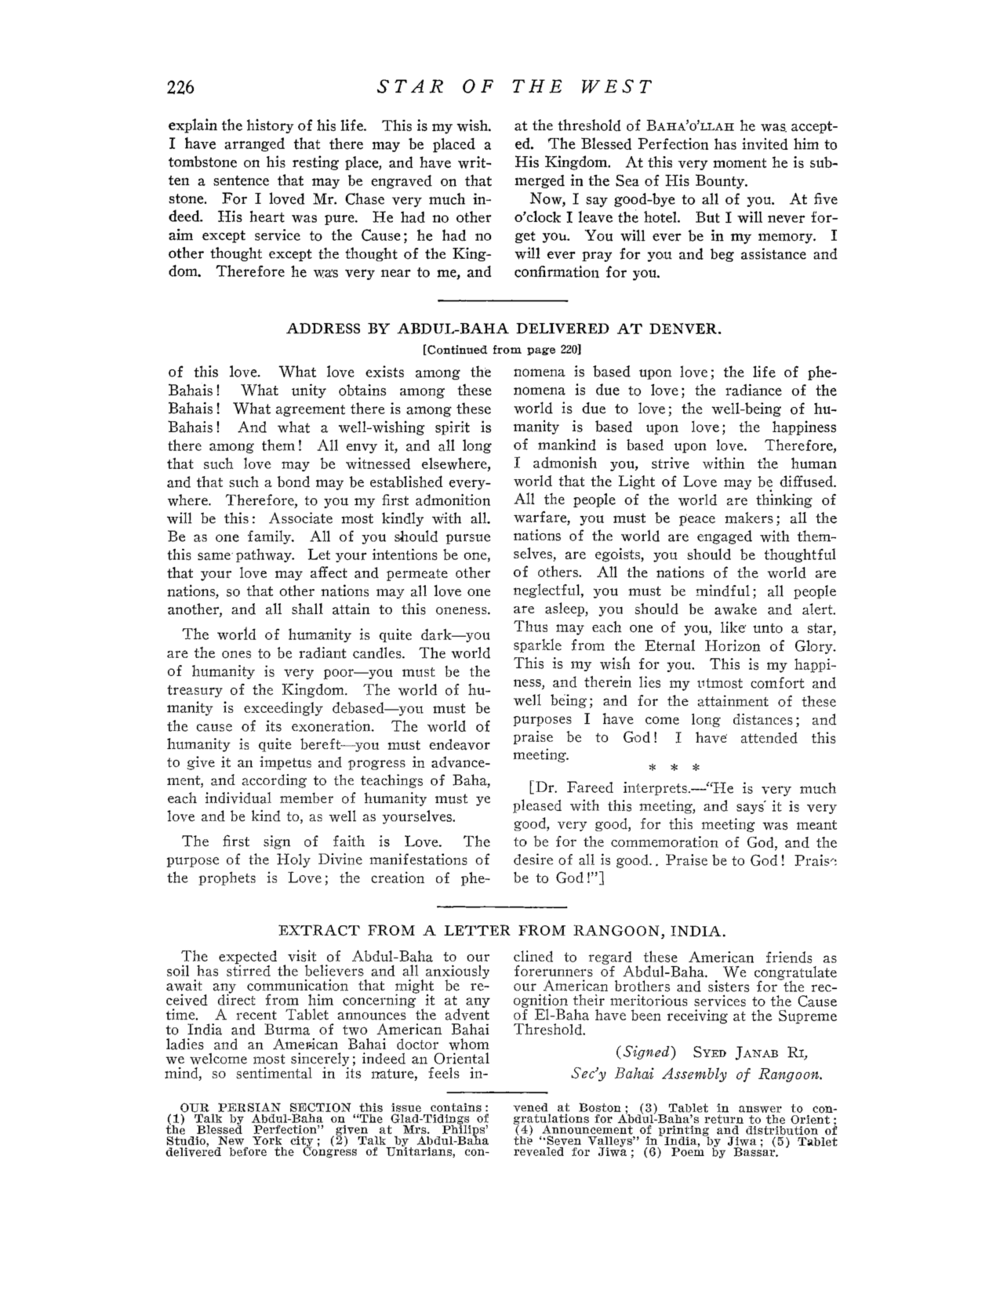 226
STAR OF THE WEST
explain the history of his life. This is my wish.
I have arranged that there may be placed a
tombstone on his resting place, and have writ-
ten a sentence that may be engraved on that
stone. For I loved Mr. Chase very much in-
deed. His heart was pure. He had no other
aim except service to the Cause; he had no
other thought except the thought of the King-
dom. Therefore he was very near to me, and
at the threshold of BAHA'O'LLAH he was accept-
ed. The Blessed Perfection has invited him to
His Kingdom. At this very moment he is sub-
merged in the Sea of His Bounty.
Now, I say good-bye to all of you. At five
o'clock I leave the hotel. But I will never for-
get you. You will ever be in my memory. I
will ever pray for you and beg assistance and
confirmation for you.
ADDRESS BY ABDUL-BAHA DELIVERED AT DENVER.
[Continued from page 220]
of this love. What love exists among the
Bahais! What unity obtains among these
Bahais! What agreement there is among these
Bahais! And what a well-wishing spirit is
there among them! All envy it, and all long
that such love may be witnessed elsewhere,
and that such a bond may be established every-
where. Therefore, to you my first admonition
will be this: Associate most kindly with all.
Be as one family. All of you should pursue
this same pathway. Let your intentions be one,
that your love may affect and permeate other
nations, so that other nations may all love one
another, and all shall attain to this oneness.
The world of humanity is quite dark—you
are the ones to be radiant candles. The world
of humanity is very poor—you must be the
treasury of the Kingdom. The world of hu-
manity is exceedingly debased—you must be
the cause of its exoneration. The world of
humanity is quite bereft—you must endeavor
to give it an impetus and progress in advance-
ment, and according to the teachings of Baha,
each individual member of humanity must ye
love and be kind to, as well as yourselves.
The first sign of faith is Love. The
purpose of the Holy Divine manifestations of
the prophets is Love; the creation of phe-
nomena is based upon love; the life of phe-
nomena is due to love; the radiance of the
world is due to love; the well-being of hu-
manity is based upon love; the happiness
of mankind is based upon love. Therefore,
I admonish you, strive within the human
world that the Light of Love may be diffused.
All the people of the world are thinking of
warfare, you must be peace makers; all the
nations of the world are engaged with them-
selves, are egoists, you should be thoughtful
of others. All the nations of the world are
neglectful, you must be mindful; all people
are asleep, you should be awake and alert.
Thus may each one of you, like unto a star,
sparkle from the Eternal Horizon of Glory.
This is my wish for you. This is my happi-
ness, and therein lies my utmost comfort and
well being; and for the attainment of these
purposes I have come long distances; and
praise be to God! I have attended this
meeting.
* * *
[Dr. Fareed interprets.—"He is very much
pleased with this meeting, and says it is very
good, very good, for this meeting was meant
to be for the commemoration of God, and the
desire of all is good.. Praise be to God! Praise
be to God!"]
EXTRACT FROM A LETTER FROM RANGOON, INDIA.
The expected visit of Abdul-Baha to our
soil has stirred the believers and all anxiously
await any communication that might be re-
ceived direct from him concerning it at any
time. A recent Tablet announces the advent
to India and Burma of two American Bahai
ladies and an American Bahai doctor whom
we welcome most sincerely; indeed an Oriental
mind, so sentimental in its nature, feels in-
clined to regard these American friends as
forerunners of Abdul-Baha. We congratulate
our American brothers and sisters for the rec-
ognition their meritorious services to the Cause
of El-Baha have been receiving at the Supreme
Threshold.
(Signed) SYED JANAB RI,
Sec'y Bahai Assembly of Rangoon.
OUR PERSIAN SECTION this issue contains:
(1) Talk by Abdul-Baha on "The Glad-Tidings of
the Blessed Perfection" given at Mrs. Philips'
Studio, New York city; (2) Talk by Abdul-Baha
delivered before the Congress of Unitarians, con-
vened at Boston; (3) Tablet in answer to con-
gratulations for Abdul-Baha's return to the Orient;
(4) Announcement of printing and distribution of
the "Seven Valleys" in India, by Jiwa; (5) Tablet
revealed for Jiwa; (6) Poem by Bassar.